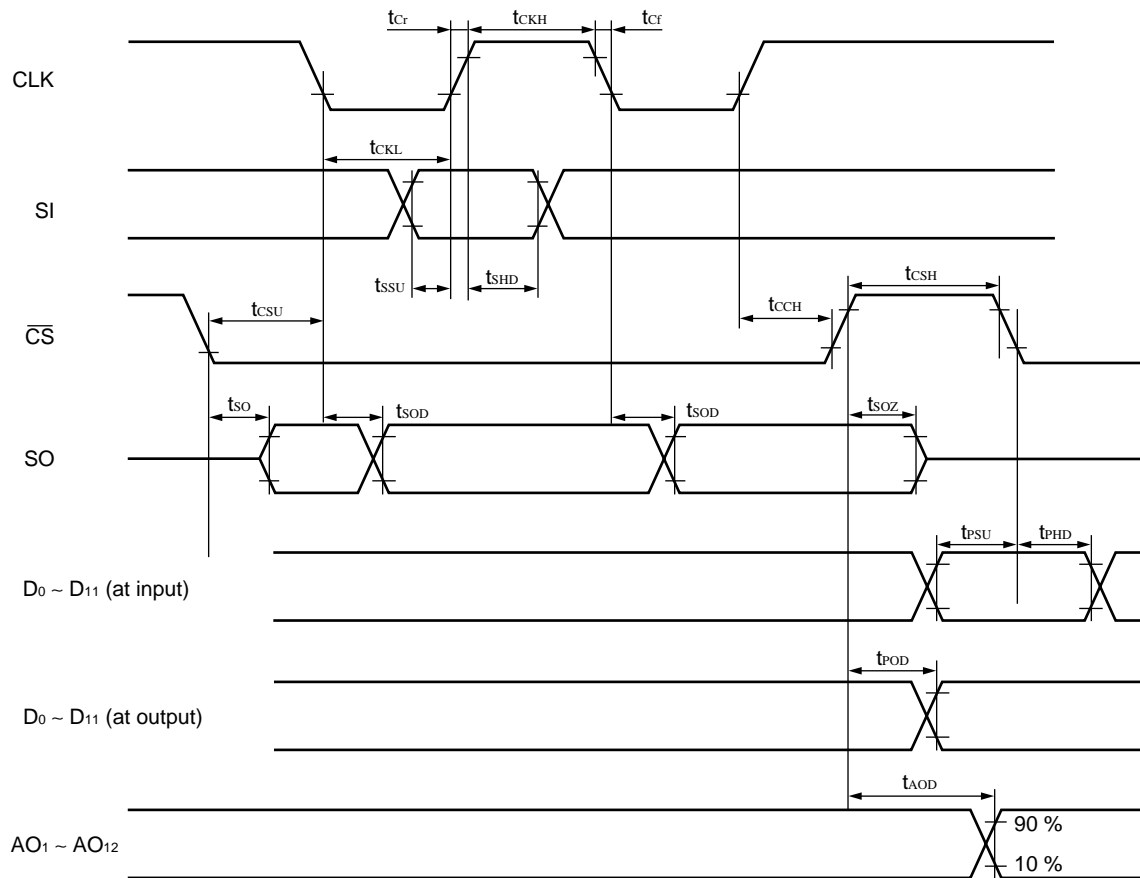 tCr tCKH tCf
CLK
tCKL
SI
tSSU tSHD tCSH
tCSU tCCH
CS
tSO tSOD tSOD tSOZ
SO
tPSU tPHD
D0 ~ D11 (at input)
tPOD
D0 ~ D11 (at output)
tAOD
90 %
AO1 ~ AO12
10 %